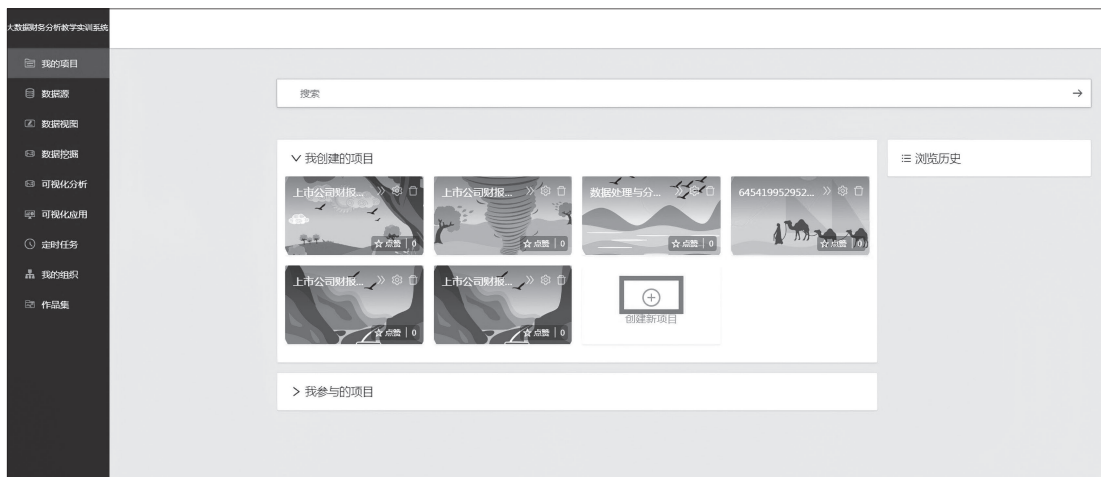 大数据财务分析教学实训系统
我的项目
数据源
数据视图
数据挖掘
可视化分析
可视化应用
定时任务
我的组织
作品集
搜索
我创建的项目
上市公司财报...
点赞 0
上市公司财报...
点赞 0
数据处理与分...
点赞 0
645419952952...
点赞 0
上市公司财报...
点赞 0
上市公司财报...
点赞 0
创建新项目
我参与的项目
浏览历史